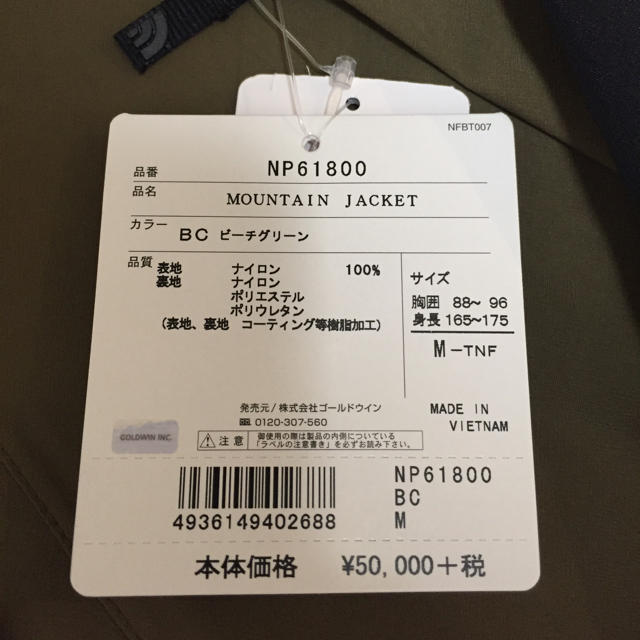 NFBT007
品番 NP61800
品名 MOUNTAIN JACKET
カラー BC ビーチグリーン
品質 表地 ナイロン 100%
裏地 ナイロン
ポリエステル
ポリウレタン
(表地、裏地 コーティング等樹脂加工)
サイズ
胸囲 88~ 96
身長 165~175
M-TNF
発売元/株式会社ゴールドウイン
0120-307-560
MADE IN
VIETNAM
GOLDWIN INC.
注意 御使用の際は製品の内側についている
「ラベルの注意書き」を必ずお読み下さい。
4936149402688
NP61800
BC
M
本体価格 ¥50,000+税